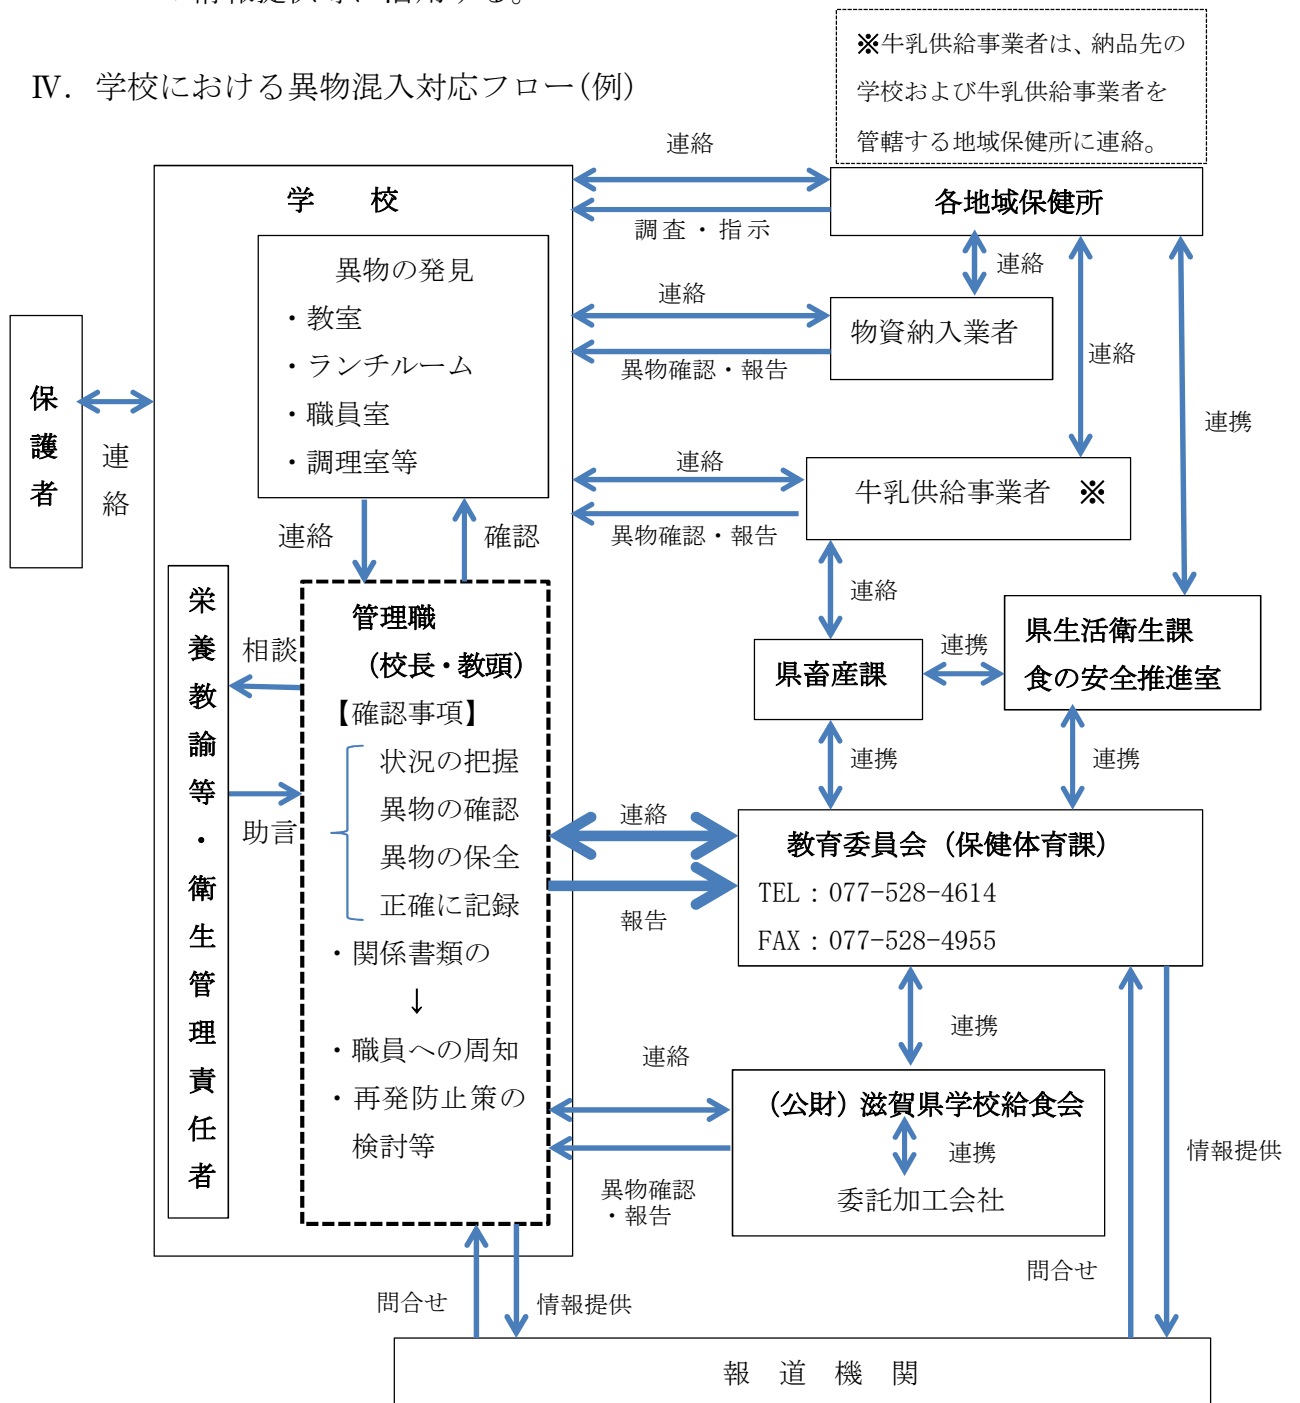 情報提供等に活用する。
※牛乳供給事業者は、納品先の
学校および牛乳供給事業者を
管轄する地域保健所に連絡。
Ⅳ．学校における異物混入対応フロー(例)
学　校
異物の発見
・教室
・ランチルーム
・職員室
・調理室等
連絡
確認
保護者
連絡
栄養教諭等・衛生管理責任者
相談
助言
管理職
（校長・教頭）
【確認事項】
状況の把握
異物の確認
異物の保全
正確に記録
・関係書類の
↓
・職員への周知
・再発防止策の
検討等
連絡
調査・指示
各地域保健所
連絡
連絡
異物確認・報告
物資納入業者
連絡
連携
連絡
異物確認・報告
牛乳供給事業者　※
連絡
県畜産課
連携
県生活衛生課
食の安全推進室
連携
連携
連絡
報告
教育委員会（保健体育課）
TEL：077-528-4614
FAX：077-528-4955
連携
連絡
異物確認
・報告
（公財）滋賀県学校給食会
連携
委託加工会社
情報提供
問合せ
問合せ
情報提供
報　道　機　関